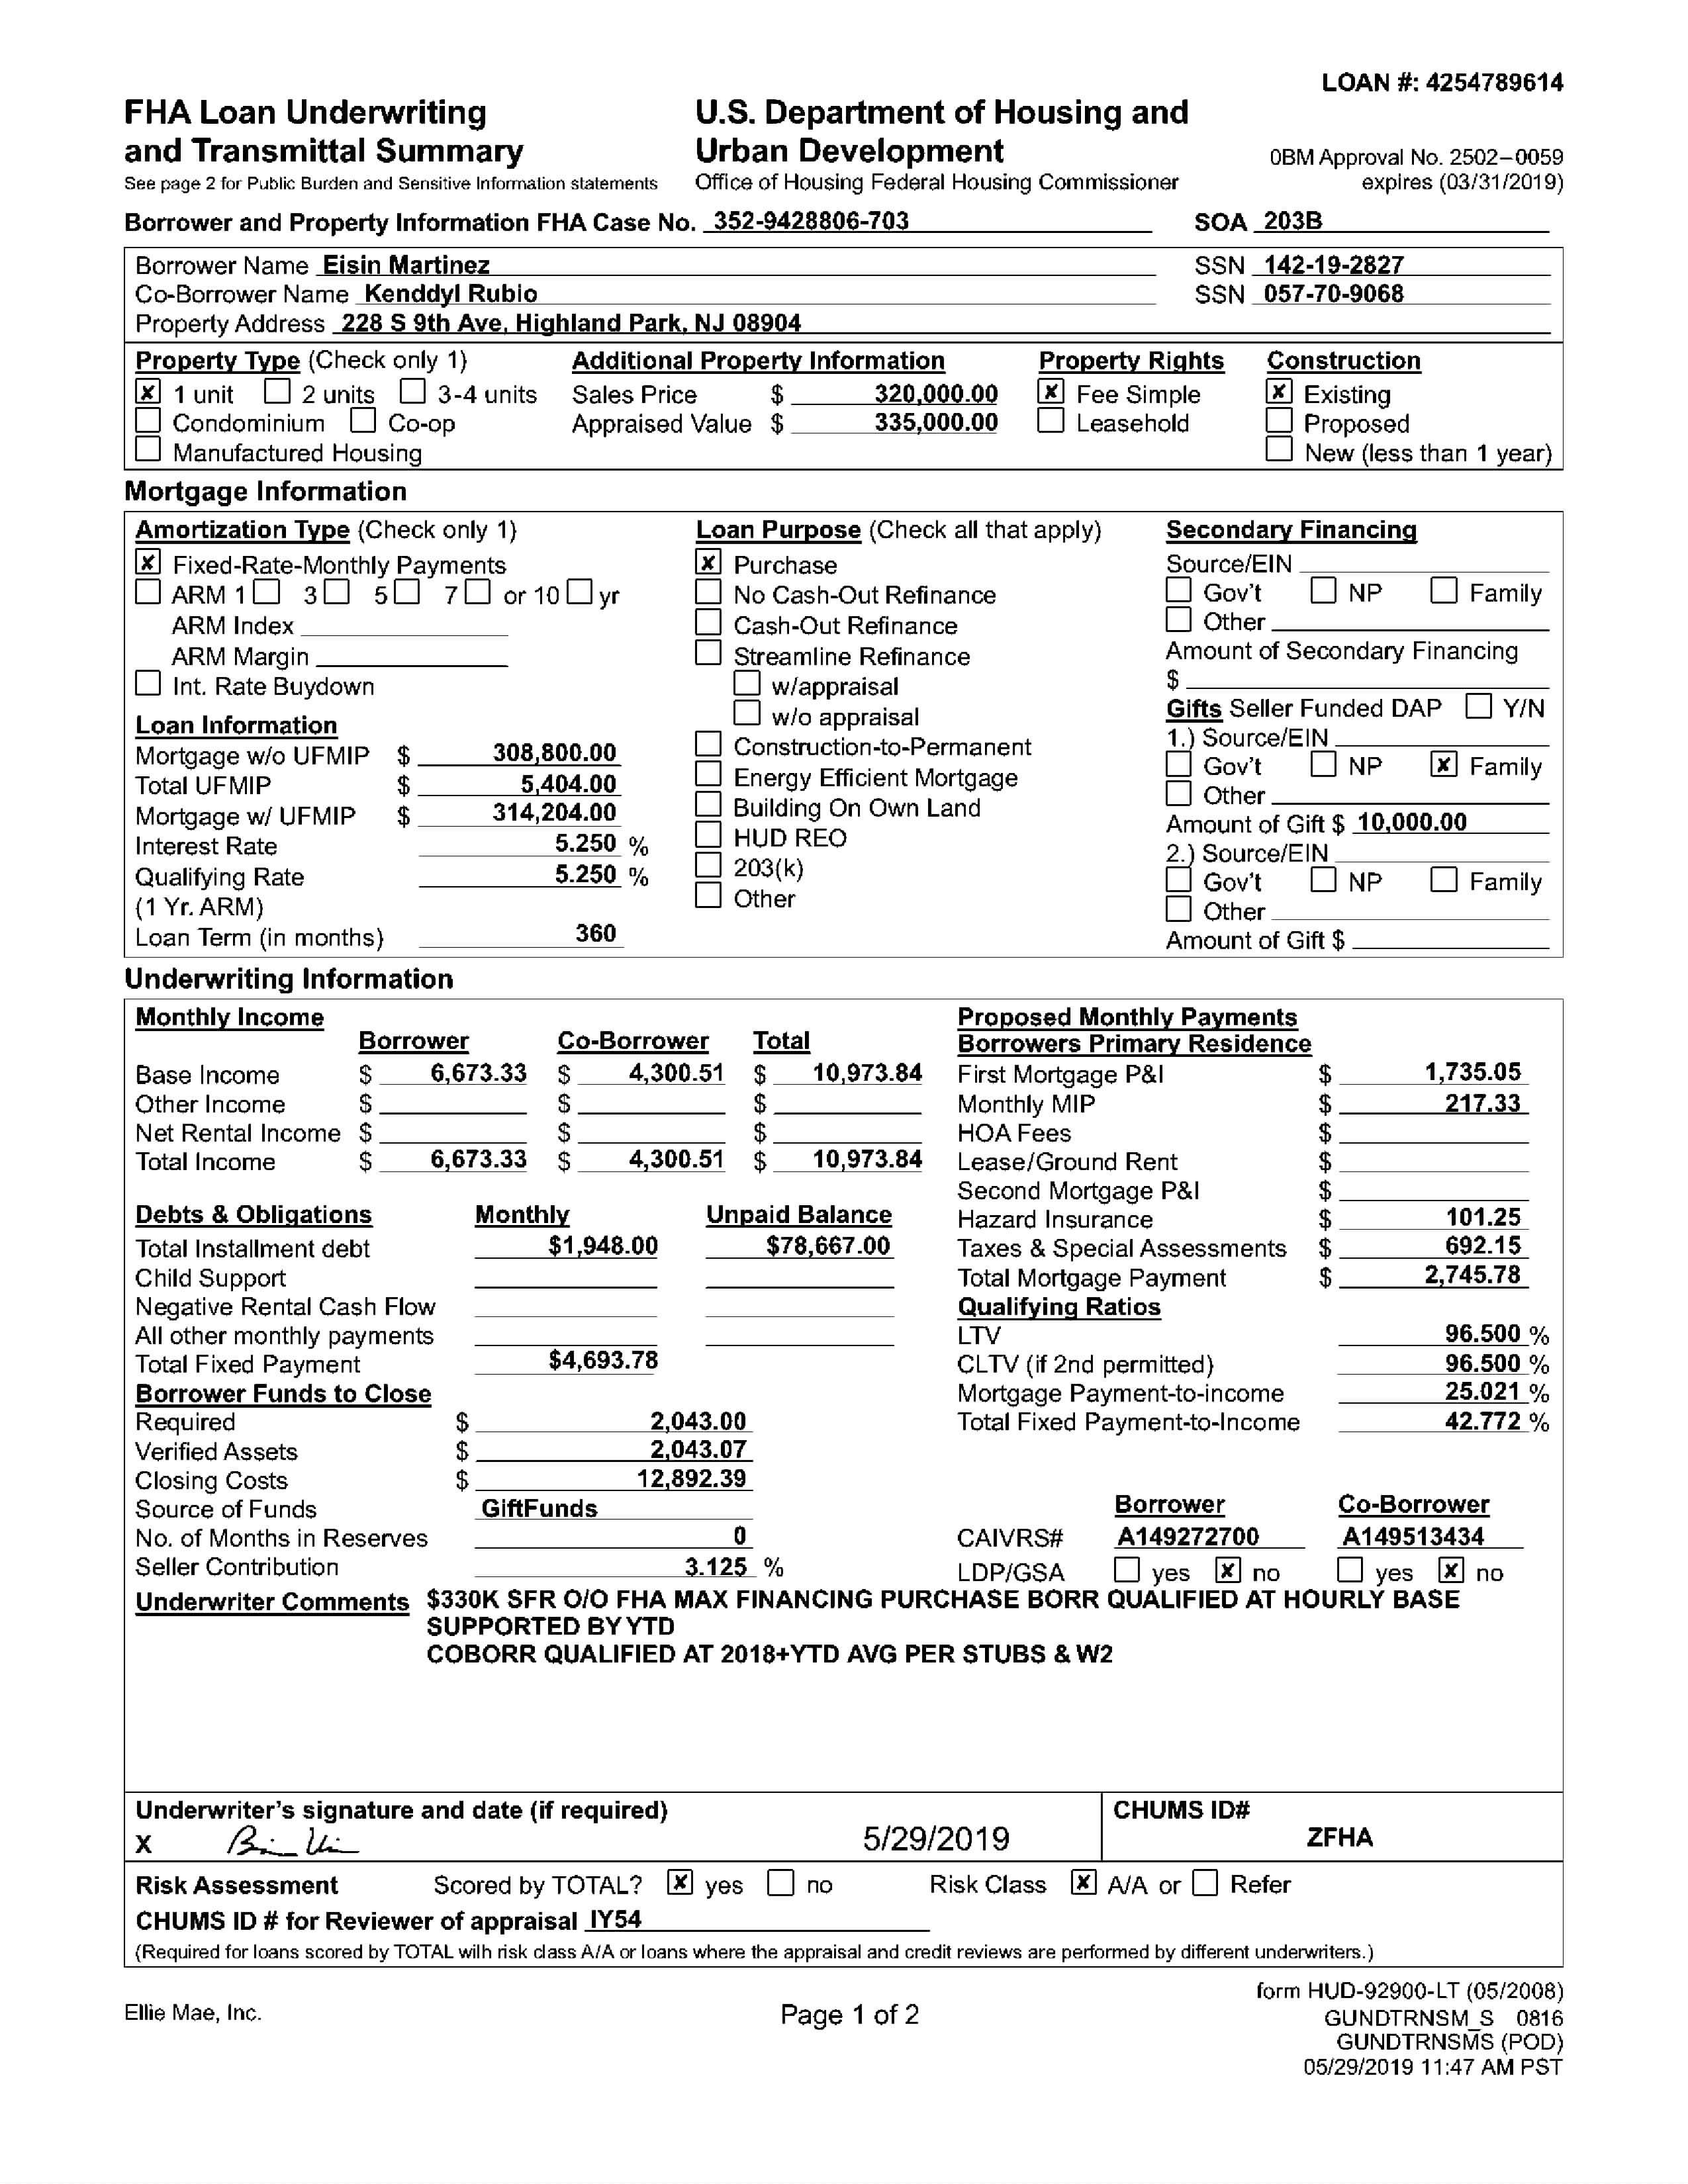 LOAN #: 4254789614
FHA Loan Underwriting and Transmittal Summary
See page 2 for Public Burden and Sensitive Information statements
U.S. Department of Housing and Urban Development
Office of Housing Federal Housing Commissioner
0BM Approval No. 2502–0059
expires (03/31/2019)
Borrower and Property Information FHA Case No. 352-9428806-703 SOA 203B
Borrower Name Eisin Martinez SSN 142-19-2827
Co-Borrower Name Kenddyl Rubio SSN 057-70-9068
Property Address 228 S 9th Ave, Highland Park, NJ 08904
Property Type (Check only 1)
☒ 1 unit ☐ 2 units ☐ 3-4 units
☐ Condominium ☐ Co-op
☐ Manufactured Housing
Additional Property Information
Sales Price $ 320,000.00
Appraised Value $ 335,000.00
Property Rights
☒ Fee Simple
☐ Leasehold
Construction
☒ Existing
☐ Proposed
☐ New (less than 1 year)
Mortgage Information
Amortization Type (Check only 1)
☒ Fixed-Rate-Monthly Payments
☐ ARM 1☐ 3☐ 5☐ 7☐ or 10☐ yr
ARM Index
ARM Margin
☐ Int. Rate Buydown
Loan Information
Mortgage w/o UFMIP $ 308,800.00
Total UFMIP $ 5,404.00
Mortgage w/ UFMIP $ 314,204.00
Interest Rate 5.250 %
Qualifying Rate 5.250 %
(1 Yr. ARM)
Loan Term (in months) 360
Loan Purpose (Check all that apply)
☒ Purchase
☐ No Cash-Out Refinance
☐ Cash-Out Refinance
☐ Streamline Refinance
☐ w/appraisal
☐ w/o appraisal
☐ Construction-to-Permanent
☐ Energy Efficient Mortgage
☐ Building On Own Land
☐ HUD REO
☐ 203(k)
☐ Other
Secondary Financing
Source/EIN
☐ Gov't ☐ NP ☐ Family
☐ Other
Amount of Secondary Financing
$
Gifts Seller Funded DAP ☐ Y/N
1.) Source/EIN
☐ Gov't ☐ NP ☒ Family
☐ Other
Amount of Gift $ 10,000.00
2.) Source/EIN
☐ Gov't ☐ NP ☐ Family
☐ Other
Amount of Gift $
Underwriting Information
Monthly Income
Borrower Co-Borrower Total
Base Income $ 6,673.33 $ 4,300.51 $ 10,973.84
Other Income $ $ $
Net Rental Income $ $ $
Total Income $ 6,673.33 $ 4,300.51 $ 10,973.84
Debts & Obligations Monthly Unpaid Balance
Total Installment debt $1,948.00 $78,667.00
Child Support
Negative Rental Cash Flow
All other monthly payments
Total Fixed Payment $4,693.78
Borrower Funds to Close
Required $ 2,043.00
Verified Assets $ 2,043.07
Closing Costs $ 12,892.39
Source of Funds GiftFunds
No. of Months in Reserves 0
Seller Contribution 3.125 %
Proposed Monthly Payments
Borrowers Primary Residence
First Mortgage P&I $ 1,735.05
Monthly MIP $ 217.33
HOA Fees $
Lease/Ground Rent $
Second Mortgage P&I $
Hazard Insurance $ 101.25
Taxes & Special Assessments $ 692.15
Total Mortgage Payment $ 2,745.78
Qualifying Ratios
LTV 96.500 %
CLTV (if 2nd permitted) 96.500 %
Mortgage Payment-to-income 25.021 %
Total Fixed Payment-to-Income 42.772 %
Borrower Co-Borrower
CAIVRS# A149272700 A149513434
LDP/GSA ☐ yes ☒ no ☐ yes ☒ no
Underwriter Comments $330K SFR O/O FHA MAX FINANCING PURCHASE BORR QUALIFIED AT HOURLY BASE
SUPPORTED BY YTD
COBORR QUALIFIED AT 2018+YTD AVG PER STUBS & W2
Underwriter's signature and date (if required)
X 5/29/2019
CHUMS ID#
ZFHA
Risk Assessment Scored by TOTAL? ☒ yes ☐ no Risk Class ☒ A/A or ☐ Refer
CHUMS ID # for Reviewer of appraisal IY54
(Required for loans scored by TOTAL wilh risk class A/A or loans where the appraisal and credit reviews are performed by different underwriters.)
form HUD-92900-LT (05/2008)
Ellie Mae, Inc.
Page 1 of 2
GUNDTRNSM_S 0816
GUNDTRNSMS (POD)
05/29/2019 11:47 AM PST